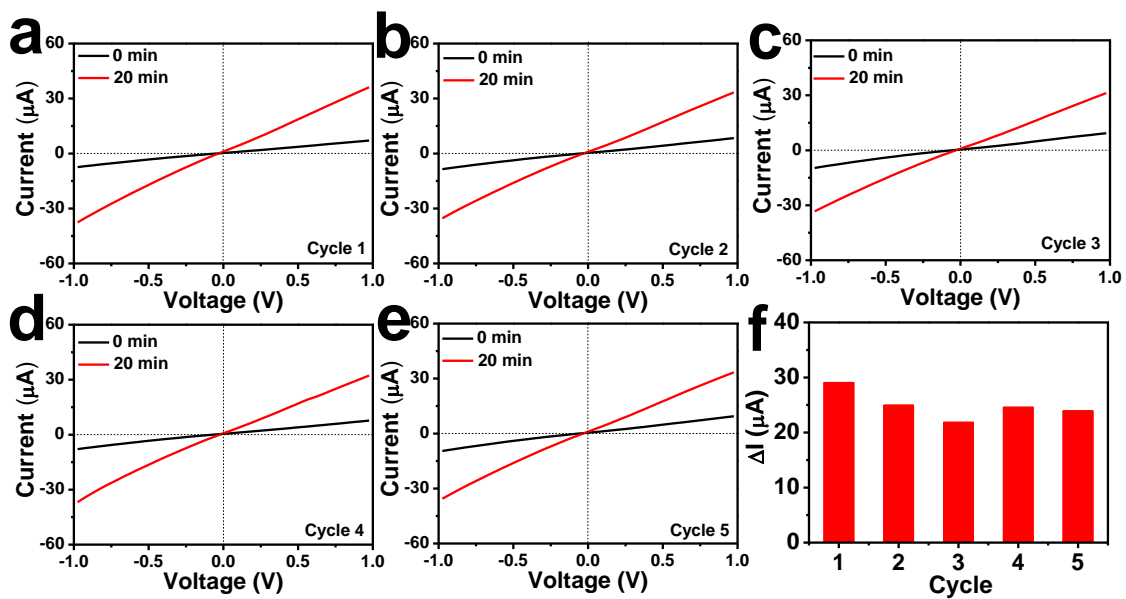 a
60
30
0
-30
-60
Current (μA)
0 min
20 min
Cycle 1
-1.0 -0.5 0.0 0.5 1.0
Voltage (V)
b
60
30
0
-30
-60
Current (μA)
0 min
20 min
Cycle 2
-1.0 -0.5 0.0 0.5 1.0
Voltage (V)
c
60
30
0
-30
-60
Current (μA)
0 min
20 min
Cycle 3
-1.0 -0.5 0.0 0.5 1.0
Voltage (V)
d
60
30
0
-30
-60
Current (μA)
0 min
20 min
Cycle 4
-1.0 -0.5 0.0 0.5 1.0
Voltage (V)
e
60
30
0
-30
-60
Current (μA)
0 min
20 min
Cycle 5
-1.0 -0.5 0.0 0.5 1.0
Voltage (V)
f
40
30
20
10
0
ΔI (μA)
1 2 3 4 5
Cycle